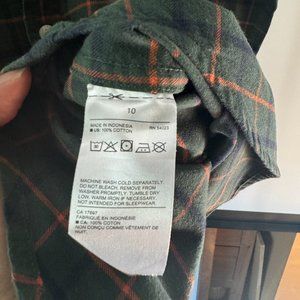 10
MADE IN INDONESIA
US: 100% COTTON
RN 54023
MACHINE WASH COLD SEPARATELY.
DO NOT BLEACH. REMOVE FROM
WASHER PROMPTLY. TUMBLE DRY
LOW. WARM IRON IF NECESSARY.
NOT INTENDED FOR SLEEPWEAR.
CA 17897
FABRIQUÉ EN INDONÉSIE
CA: 100% COTON
NON CONÇU COMME VÊTEMENT DE
NUIT.